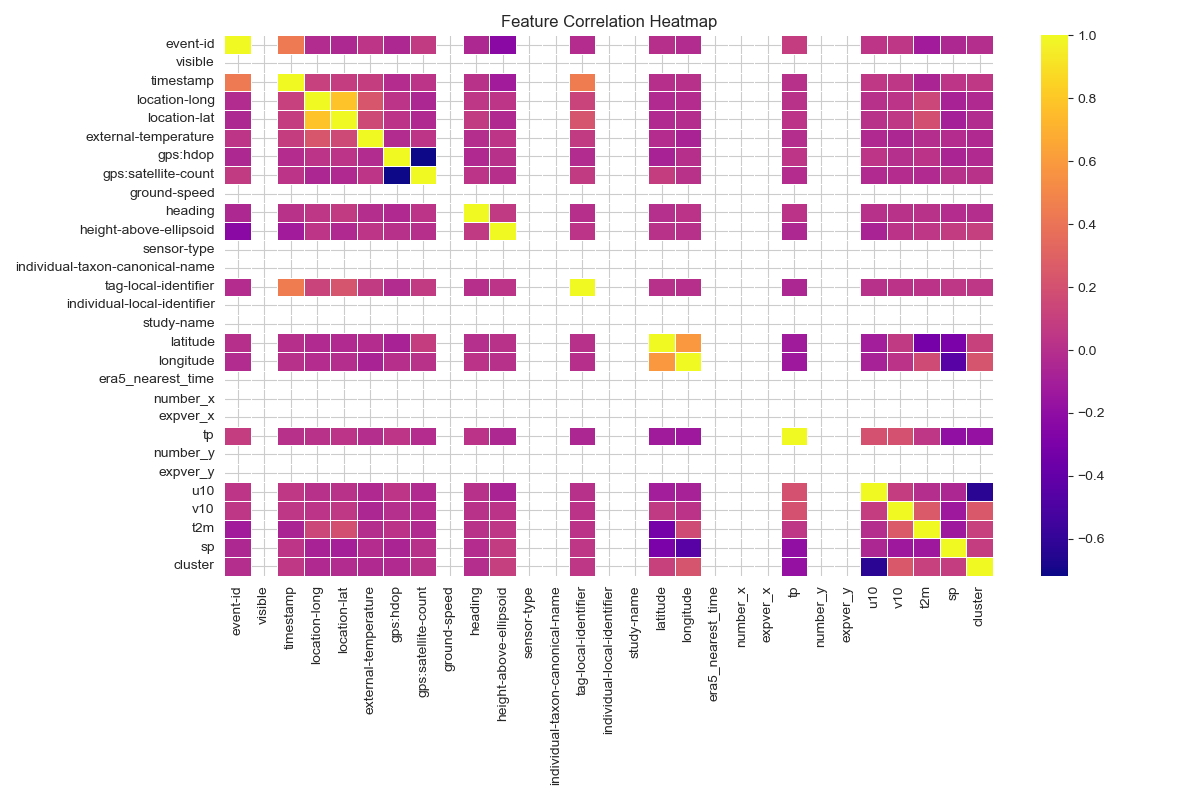 Feature Correlation Heatmap
event-id
visible
timestamp
location-long
location-lat
external-temperature
gps:hdop
gps:satellite-count
ground-speed
heading
height-above-ellipsoid
sensor-type
individual-taxon-canonical-name
tag-local-identifier
individual-local-identifier
study-name
latitude
longitude
era5_nearest_time
number_x
expver_x
tp
number_y
expver_y
u10
v10
t2m
sp
cluster
event-id
visible
timestamp
location-long
location-lat
external-temperature
gps:hdop
gps:satellite-count
ground-speed
heading
height-above-ellipsoid
sensor-type
individual-taxon-canonical-name
tag-local-identifier
individual-local-identifier
study-name
latitude
longitude
era5_nearest_time
number_x
expver_x
tp
number_y
expver_y
u10
v10
t2m
sp
cluster
1.0
0.8
0.6
0.4
0.2
0.0
−0.2
−0.4
−0.6